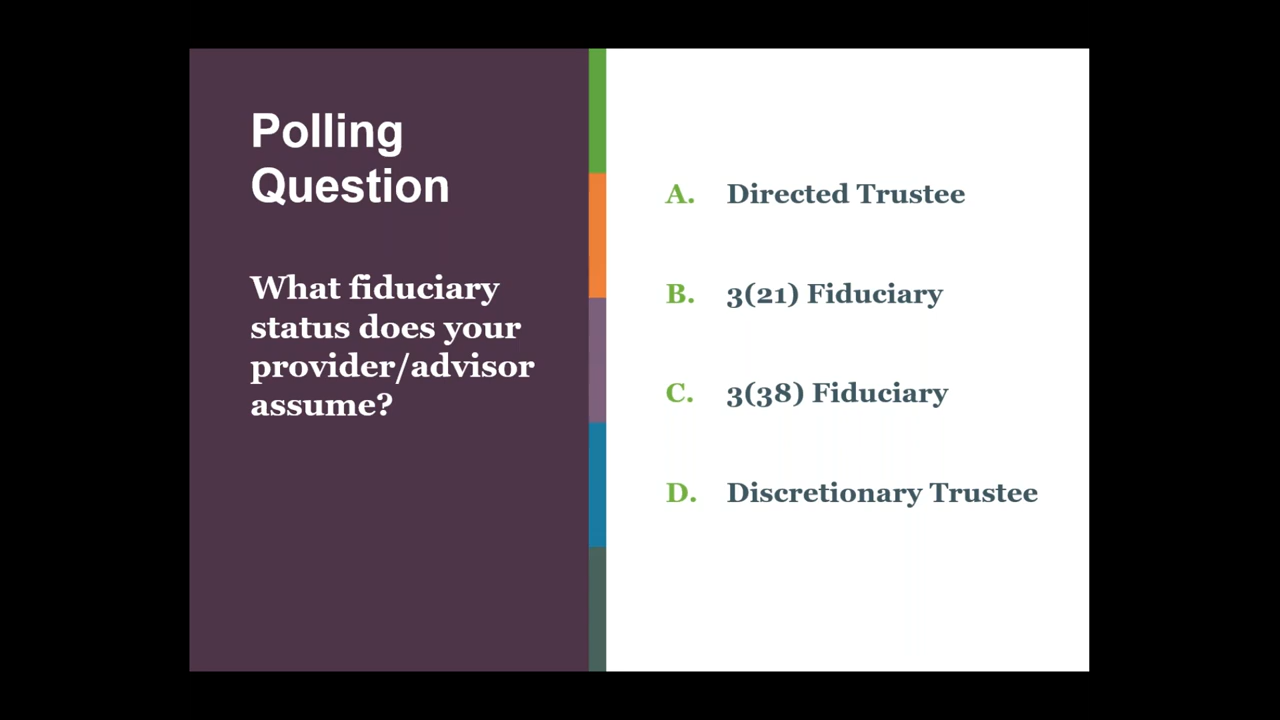 Polling
Question
What fiduciary
status does your
provider/advisor
assume?
A. Directed Trustee
B. 3(21) Fiduciary
C. 3(38) Fiduciary
D. Discretionary Trustee